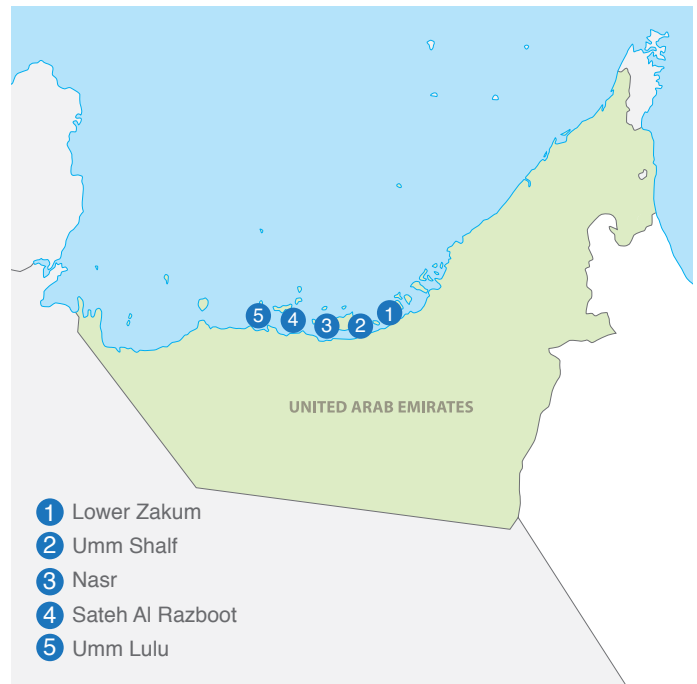 5
4
3
2
1
UNITED ARAB EMIRATES
1 Lower Zakum
2 Umm Shalf
3 Nasr
4 Sateh Al Razboot
5 Umm Lulu